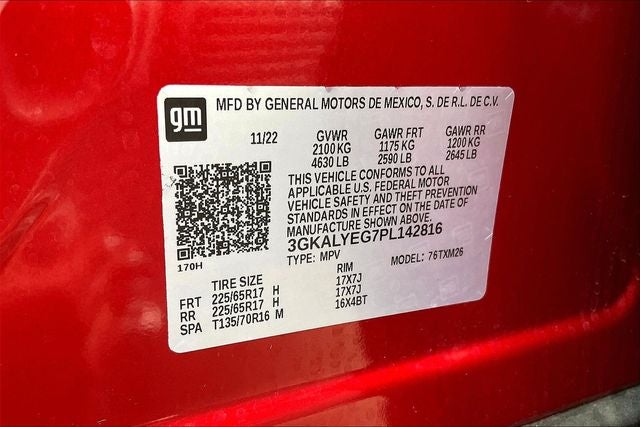 gm MFD BY GENERAL MOTORS DE MEXICO, S. DE R.L. DE C.V.
11/22 GVWR GAWR FRT GAWR RR
2100 KG 1175 KG 1200 KG
4630 LB 2590 LB 2645 LB
THIS VEHICLE CONFORMS TO ALL
APPLICABLE U.S. FEDERAL MOTOR
VEHICLE SAFETY AND THEFT PREVENTION
STANDARDS IN EFFECT ON THE DATE OF
MANUFACTURE SHOWN ABOVE.
3GKALYEG7PL142816
170H TYPE: MPV MODEL: 76TXM26
TIRE SIZE RIM
FRT 225/65R17 H 17X7J
RR 225/65R17 H 17X7J
SPA T135/70R16 M 16X4BT